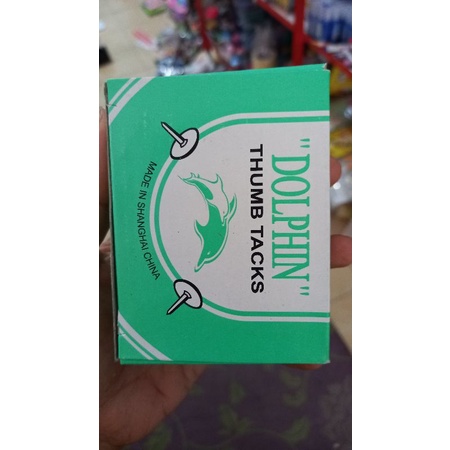 "DOLPHIN"
THUMB TACKS
MADE IN SHANGHAI CHINA